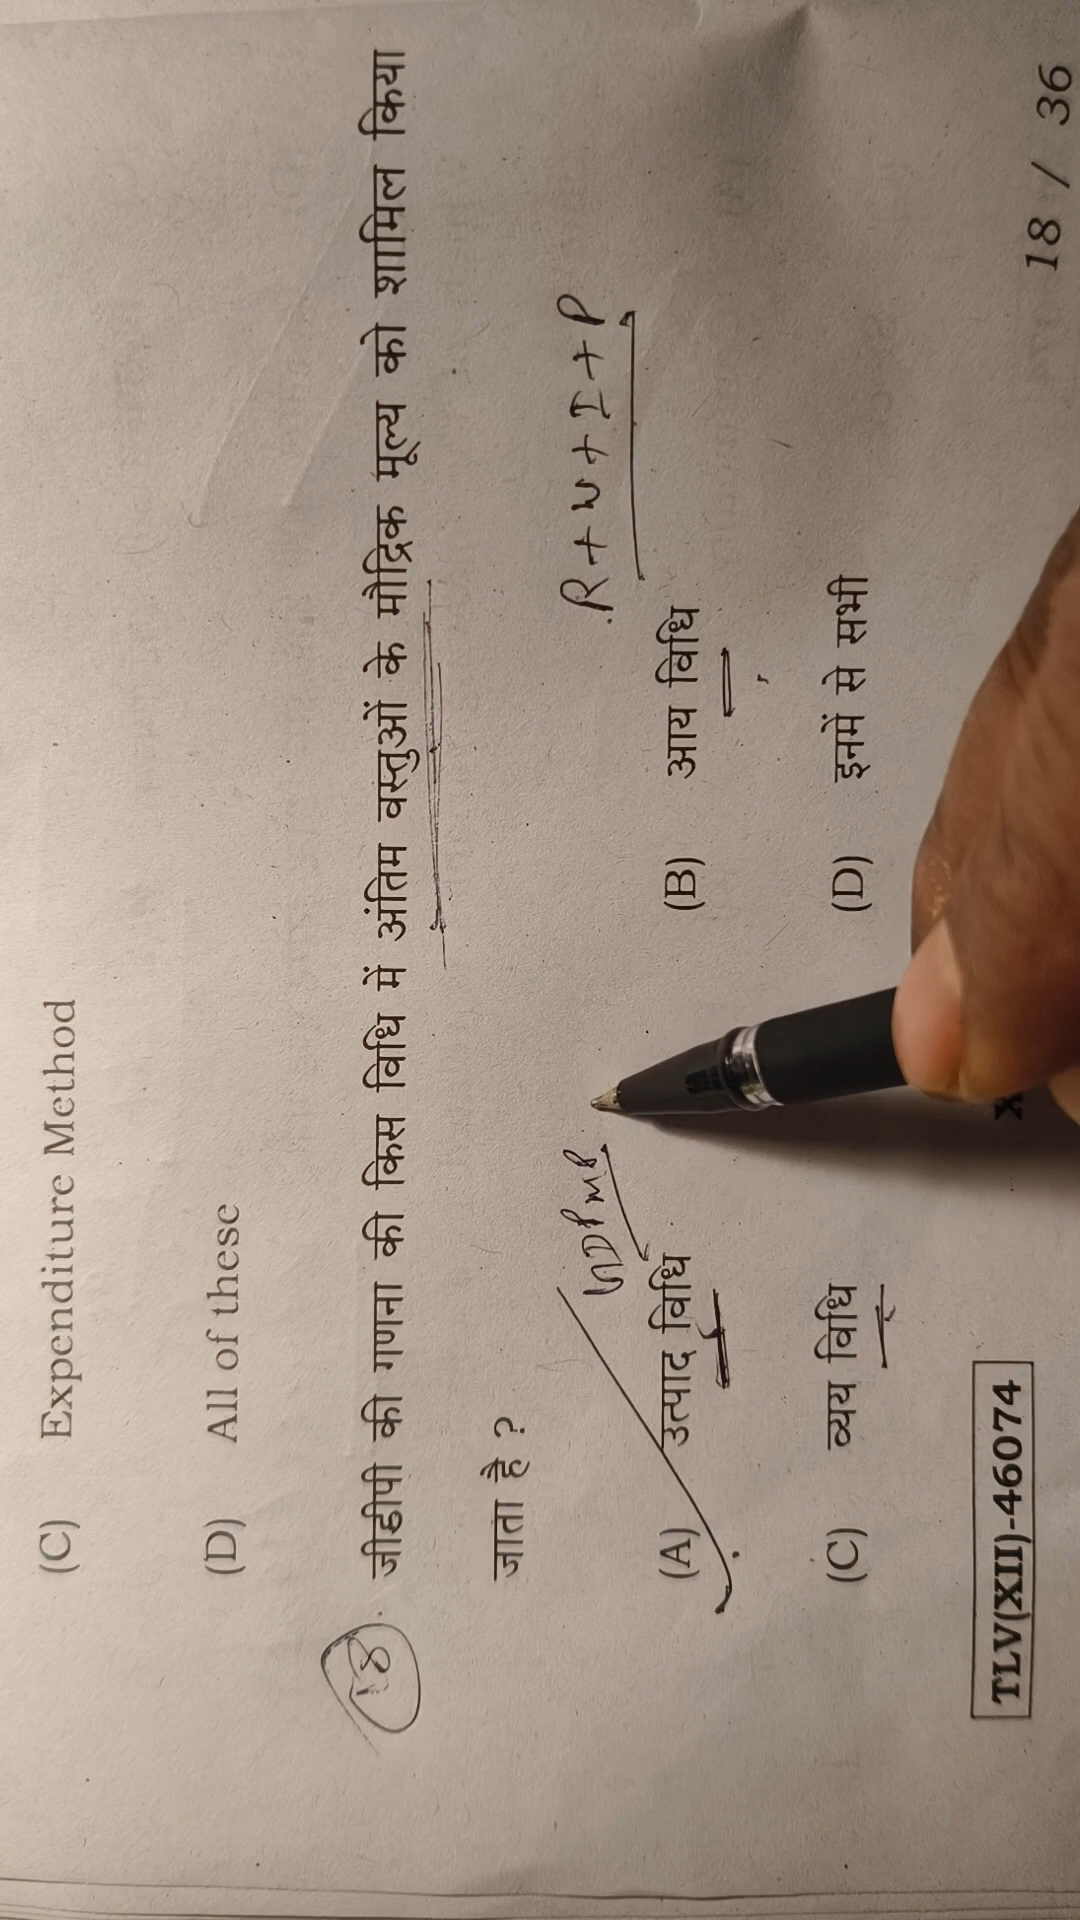 (C) Expenditure Method
(D) All of these
18. जीडीपी की गणना की किस विधि में अंतिम वस्तुओं के मौद्रिक मूल्य को शामिल किया
जाता है ?
GDPMP R+W+I+P
(A) उत्पाद विधि (B) आय विधि
(C) व्यय विधि (D) इनमें से सभी
TLV(XII)-46074 X 18 / 36